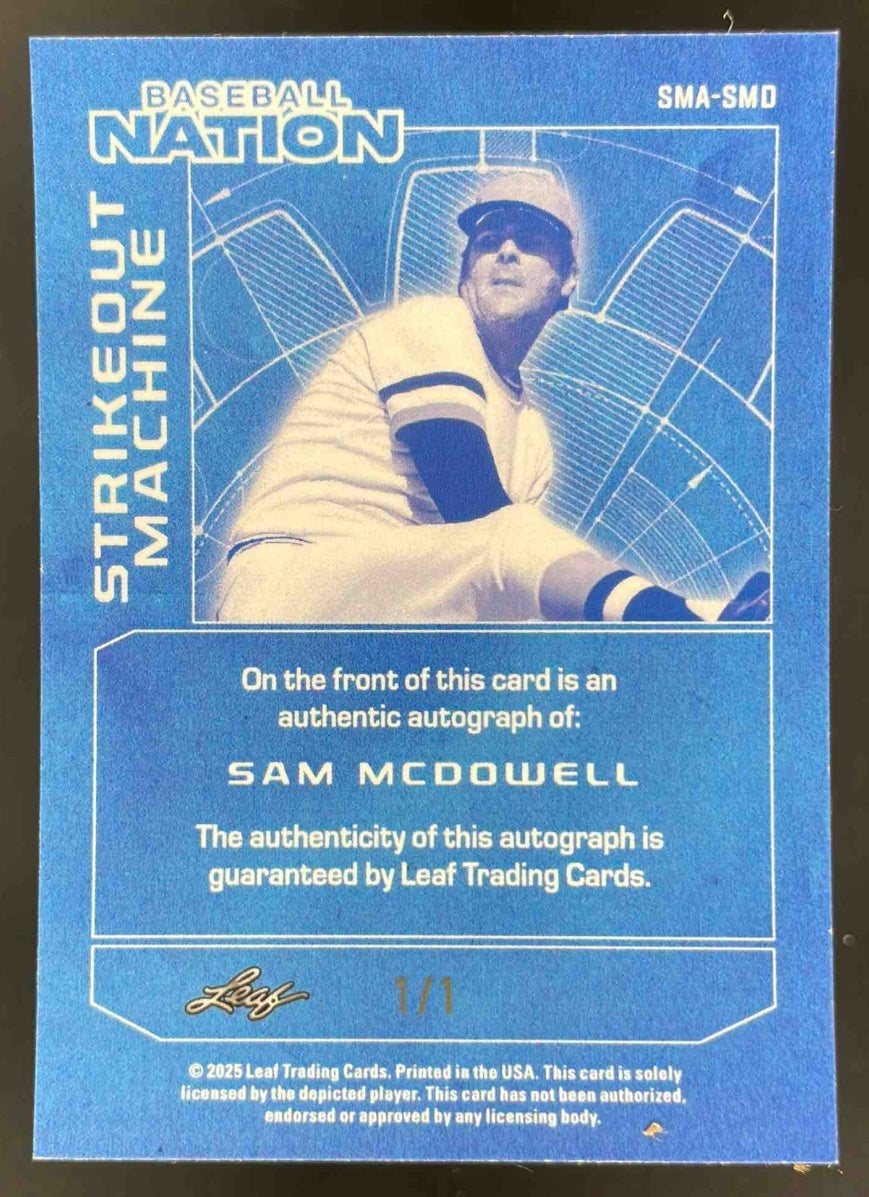 BASEBALL
NATION
SMA-SMD
STRIKEOUT
MACHINE
On the front of this card is an
authentic autograph of:
SAM MCDOWELL
The authenticity of this autograph is
guaranteed by Leaf Trading Cards.
Leaf
1/1
© 2025 Leaf Trading Cards. Printed in the USA. This card is solely
licensed by the depicted player. This card has not been authorized,
endorsed or approved by any licensing body.